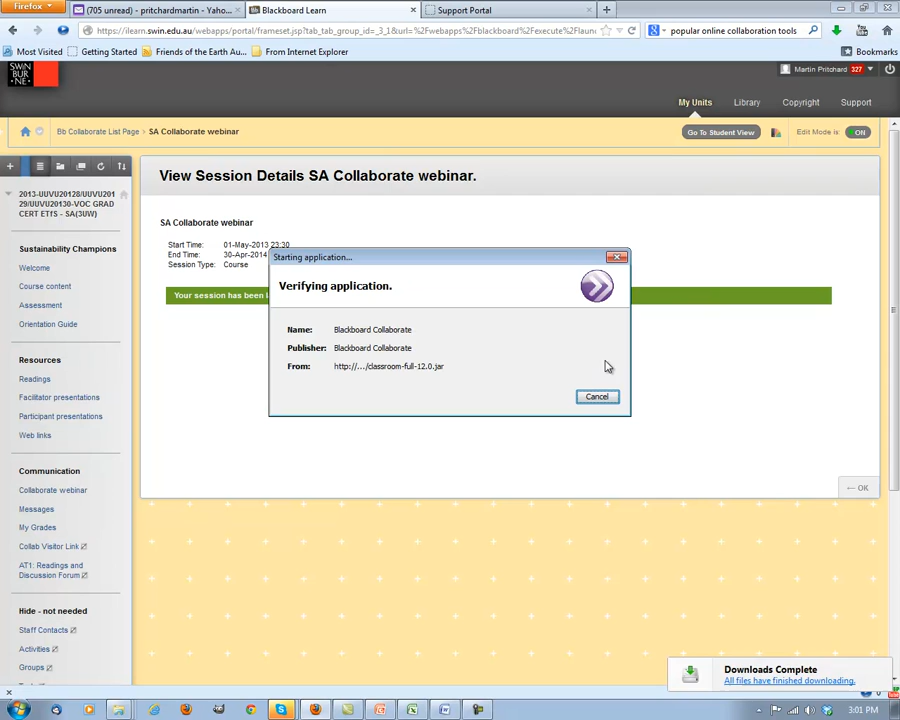 Firefox
(705 unread) - pritchardmartin - Yaho...
Blackboard Learn
Support Portal
https://ilearn.swin.edu.au/webapps/portal/frameset.jsp?tab_tab_group_id=_3_1&url=%2Fwebapps%2Fblackboard%2Fexecute%2Flaunc
popular online collaboration tools
Most Visited
Getting Started
Friends of the Earth Au...
From Internet Explorer
Bookmarks
SWIN
BUR
NE
Martin Pritchard 327
My Units
Library
Copyright
Support
Bb Collaborate List Page
SA Collaborate webinar
Go To Student View
Edit Mode is:
ON
2013-UUVU20128/UUVU201
29/UUVU20130-VOC GRAD
CERT ETfS - SA(3UW)
Sustainability Champions
Welcome
Course content
Assessment
Orientation Guide
Resources
Readings
Facilitator presentations
Participant presentations
Web links
Communication
Collaborate webinar
Messages
My Grades
Collab Visitor Link
AT1: Readings and
Discussion Forum
Hide - not needed
Staff Contacts
Activities
Groups
View Session Details SA Collaborate webinar.
SA Collaborate webinar
Start Time: 01-May-2013 23:30
End Time: 30-Apr-2014
Session Type: Course
Your session has been l
Starting application...
Verifying application.
Name: Blackboard Collaborate
Publisher: Blackboard Collaborate
From: http://.../classroom-full-12.0.jar
Cancel
OK
Downloads Complete
All files have finished downloading.
3:01 PM